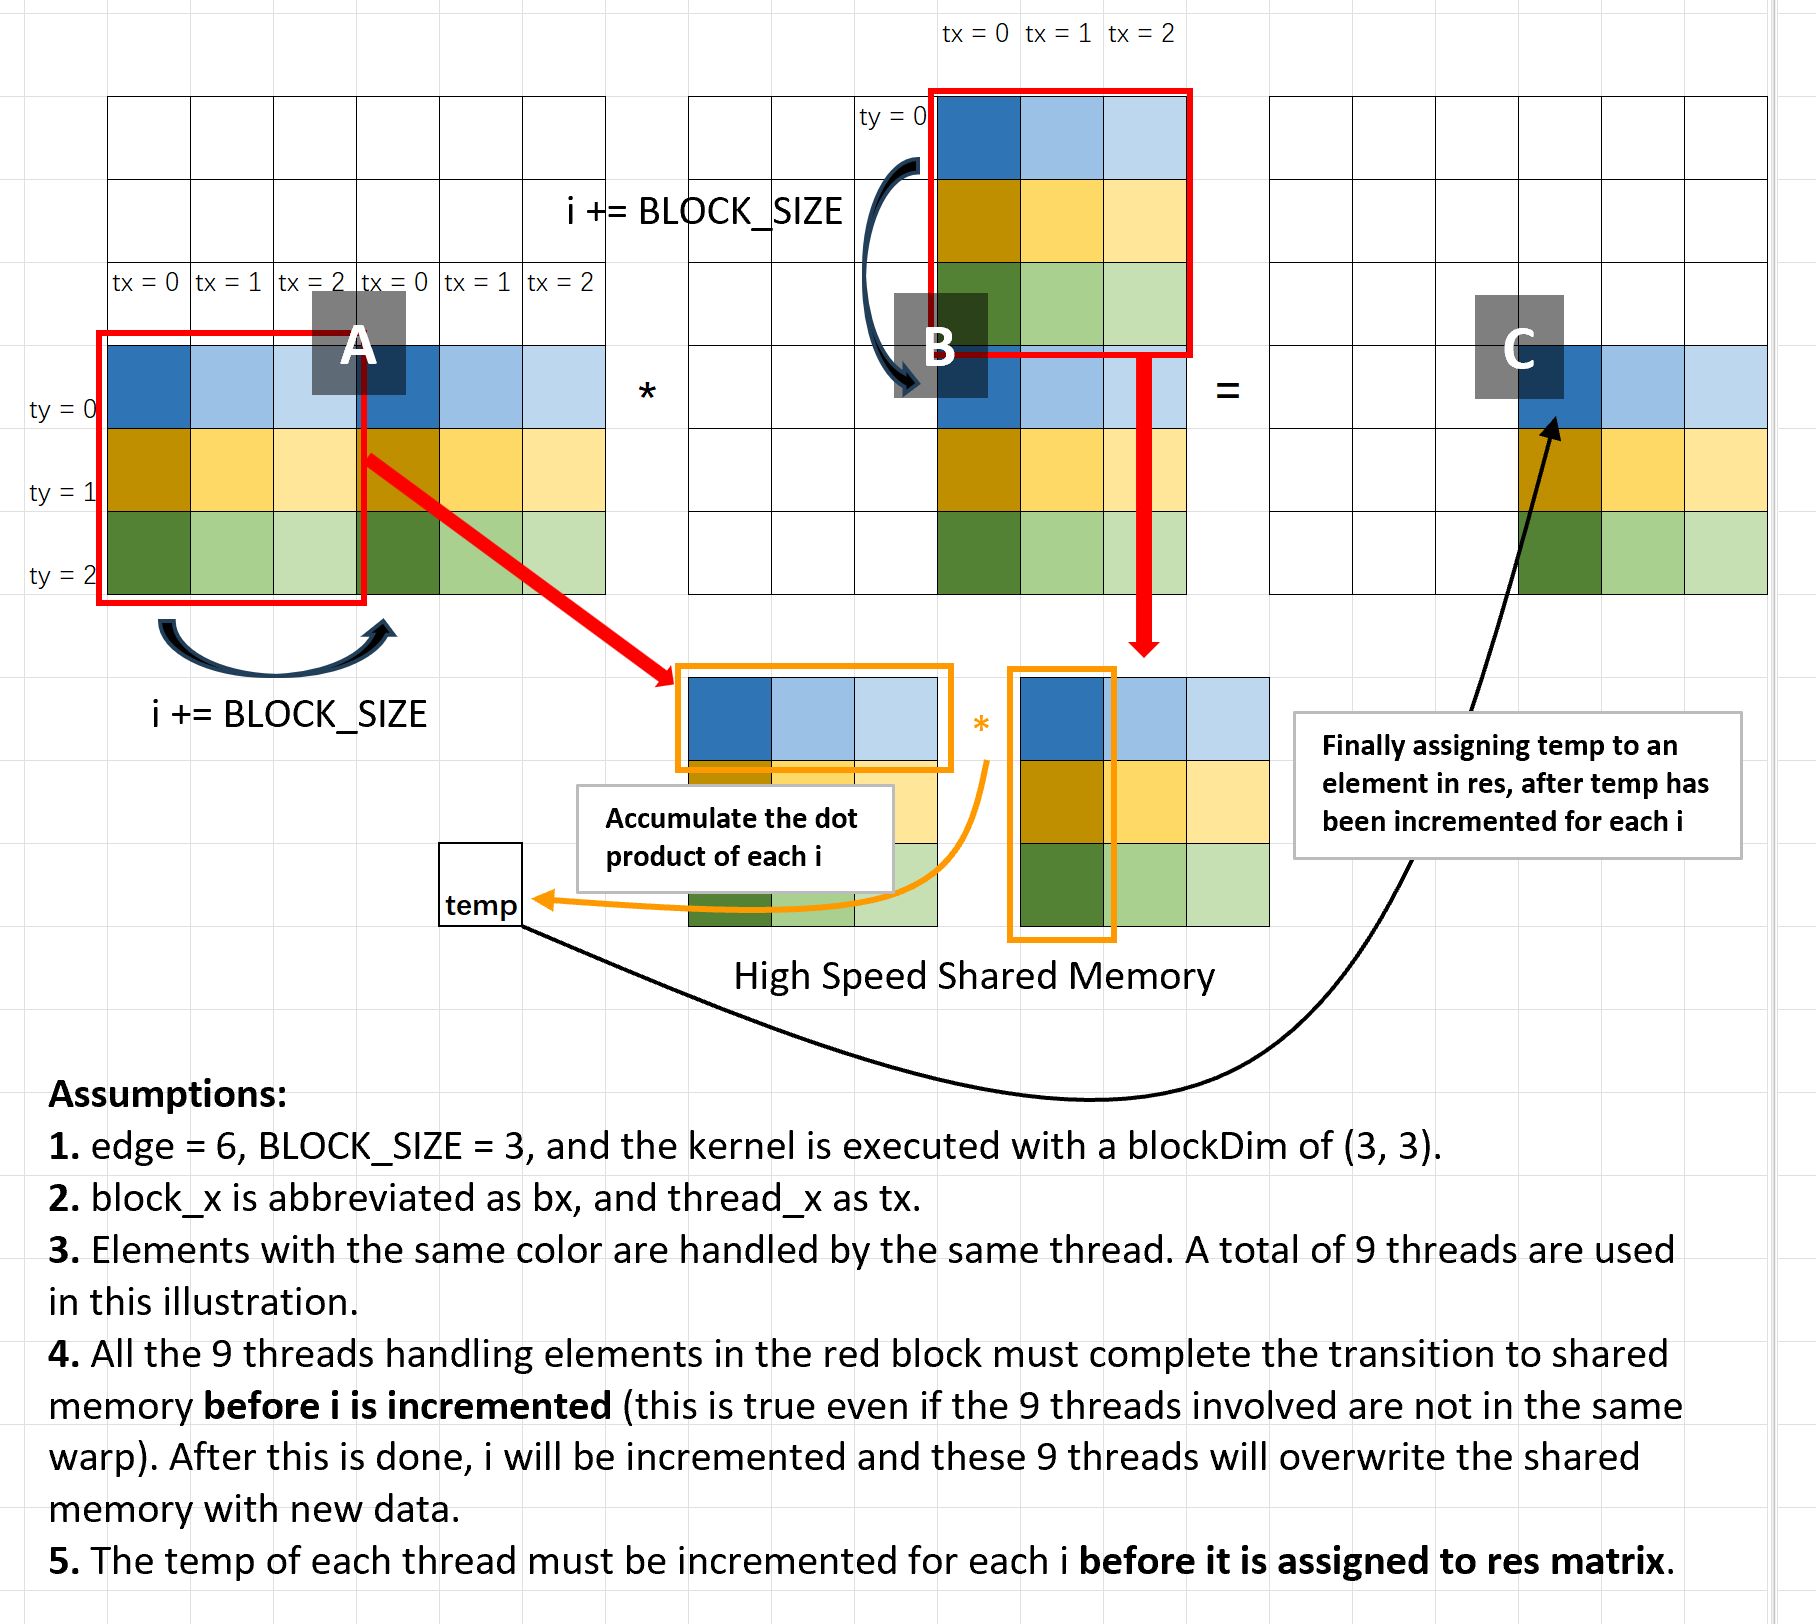 tx = 0 tx = 1 tx = 2
ty = 0
i += BLOCK_SIZE
tx = 0 tx = 1 tx = 2 tx = 0 tx = 1 tx = 2
A
B
C
ty = 0
*
=
ty = 1
ty = 2
i += BLOCK_SIZE
*
Accumulate the dot
product of each i
Finally assigning temp to an
element in res, after temp has
been incremented for each i
temp
High Speed Shared Memory
Assumptions:
1. edge = 6, BLOCK_SIZE = 3, and the kernel is executed with a blockDim of (3, 3).
2. block_x is abbreviated as bx, and thread_x as tx.
3. Elements with the same color are handled by the same thread. A total of 9 threads are used
in this illustration.
4. All the 9 threads handling elements in the red block must complete the transition to shared
memory before i is incremented (this is true even if the 9 threads involved are not in the same
warp). After this is done, i will be incremented and these 9 threads will overwrite the shared
memory with new data.
5. The temp of each thread must be incremented for each i before it is assigned to res matrix.